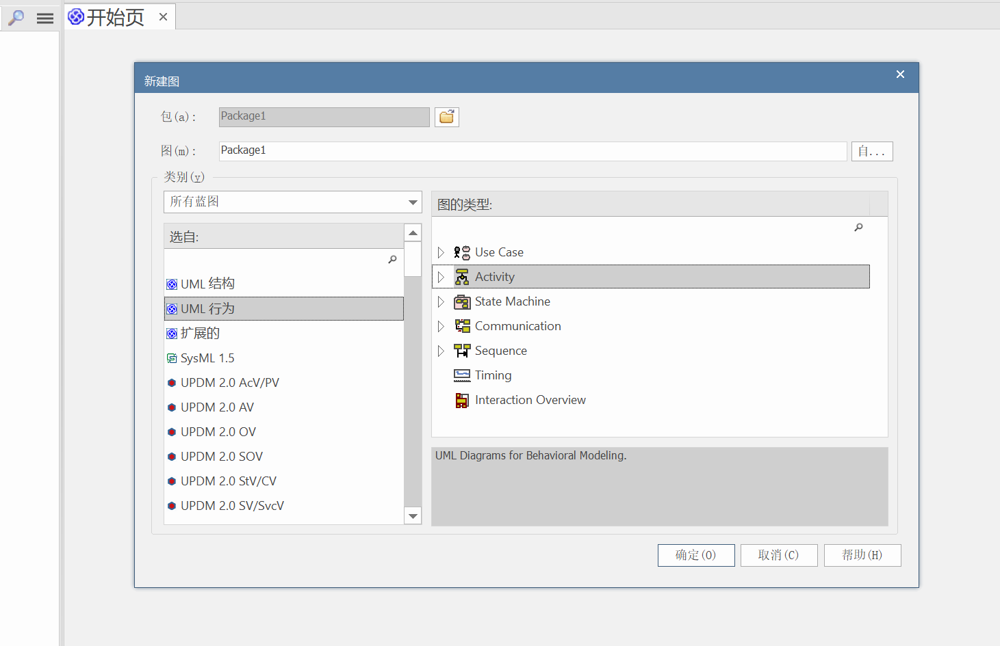 开始页
新建图
包(a):
Package1
图(m):
Package1
自...
类别(y)
所有蓝图
选自:
UML 结构
UML 行为
扩展的
SysML 1.5
UPDM 2.0 AcV/PV
UPDM 2.0 AV
UPDM 2.0 OV
UPDM 2.0 SOV
UPDM 2.0 StV/CV
UPDM 2.0 SV/SvcV
图的类型:
Use Case
Activity
State Machine
Communication
Sequence
Timing
Interaction Overview
UML Diagrams for Behavioral Modeling.
确定(O)
取消(C)
帮助(H)